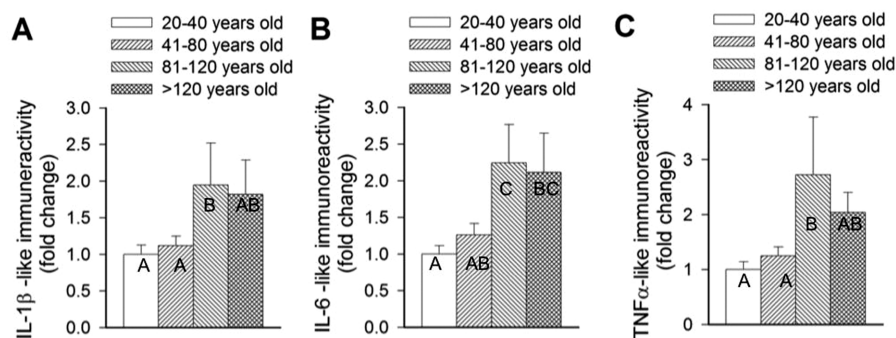 A
20-40 years old
41-80 years old
81-120 years old
>120 years old
IL-1β -like immuneractivity
(fold change)
3.0
2.5
2.0
1.5
1.0
0.5
0.0
A
A
B
AB
B
20-40 years old
41-80 years old
81-120 years old
>120 years old
IL-6 -like immunoreactivity
(fold change)
3.0
2.5
2.0
1.5
1.0
0.5
0.0
A
AB
C
BC
C
20-40 years old
41-80 years old
81-120 years old
>120 years old
TNFα-like immunoreactivity
(fold change)
4
3
2
1
0
A
A
B
AB